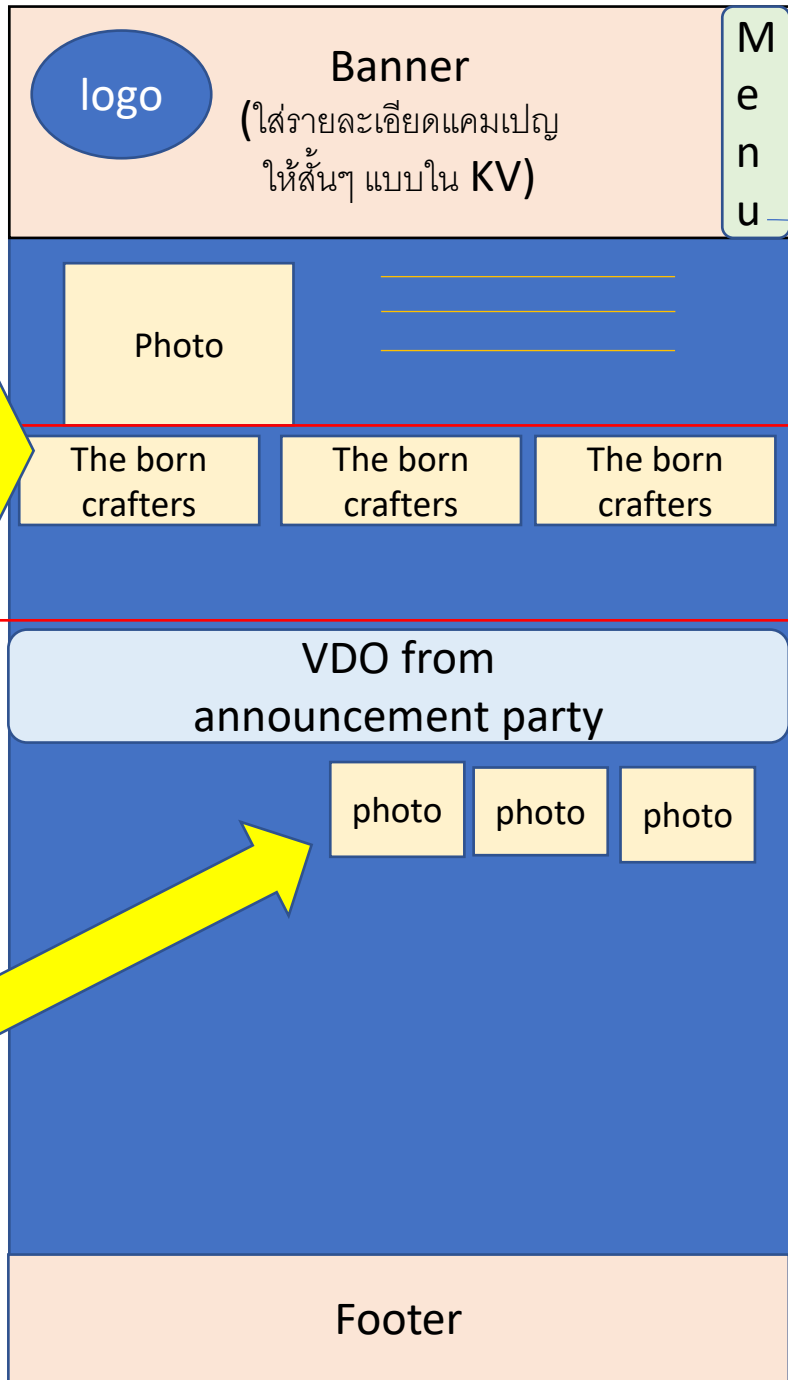 logo
Banner
(ใส่รายละเอียดแคมเปญ
ให้สั้นๆ แบบใน KV)
M
e
n
u
Photo
The born
crafters
The born
crafters
The born
crafters
VDO from
announcement party
photo
photo
photo
Footer